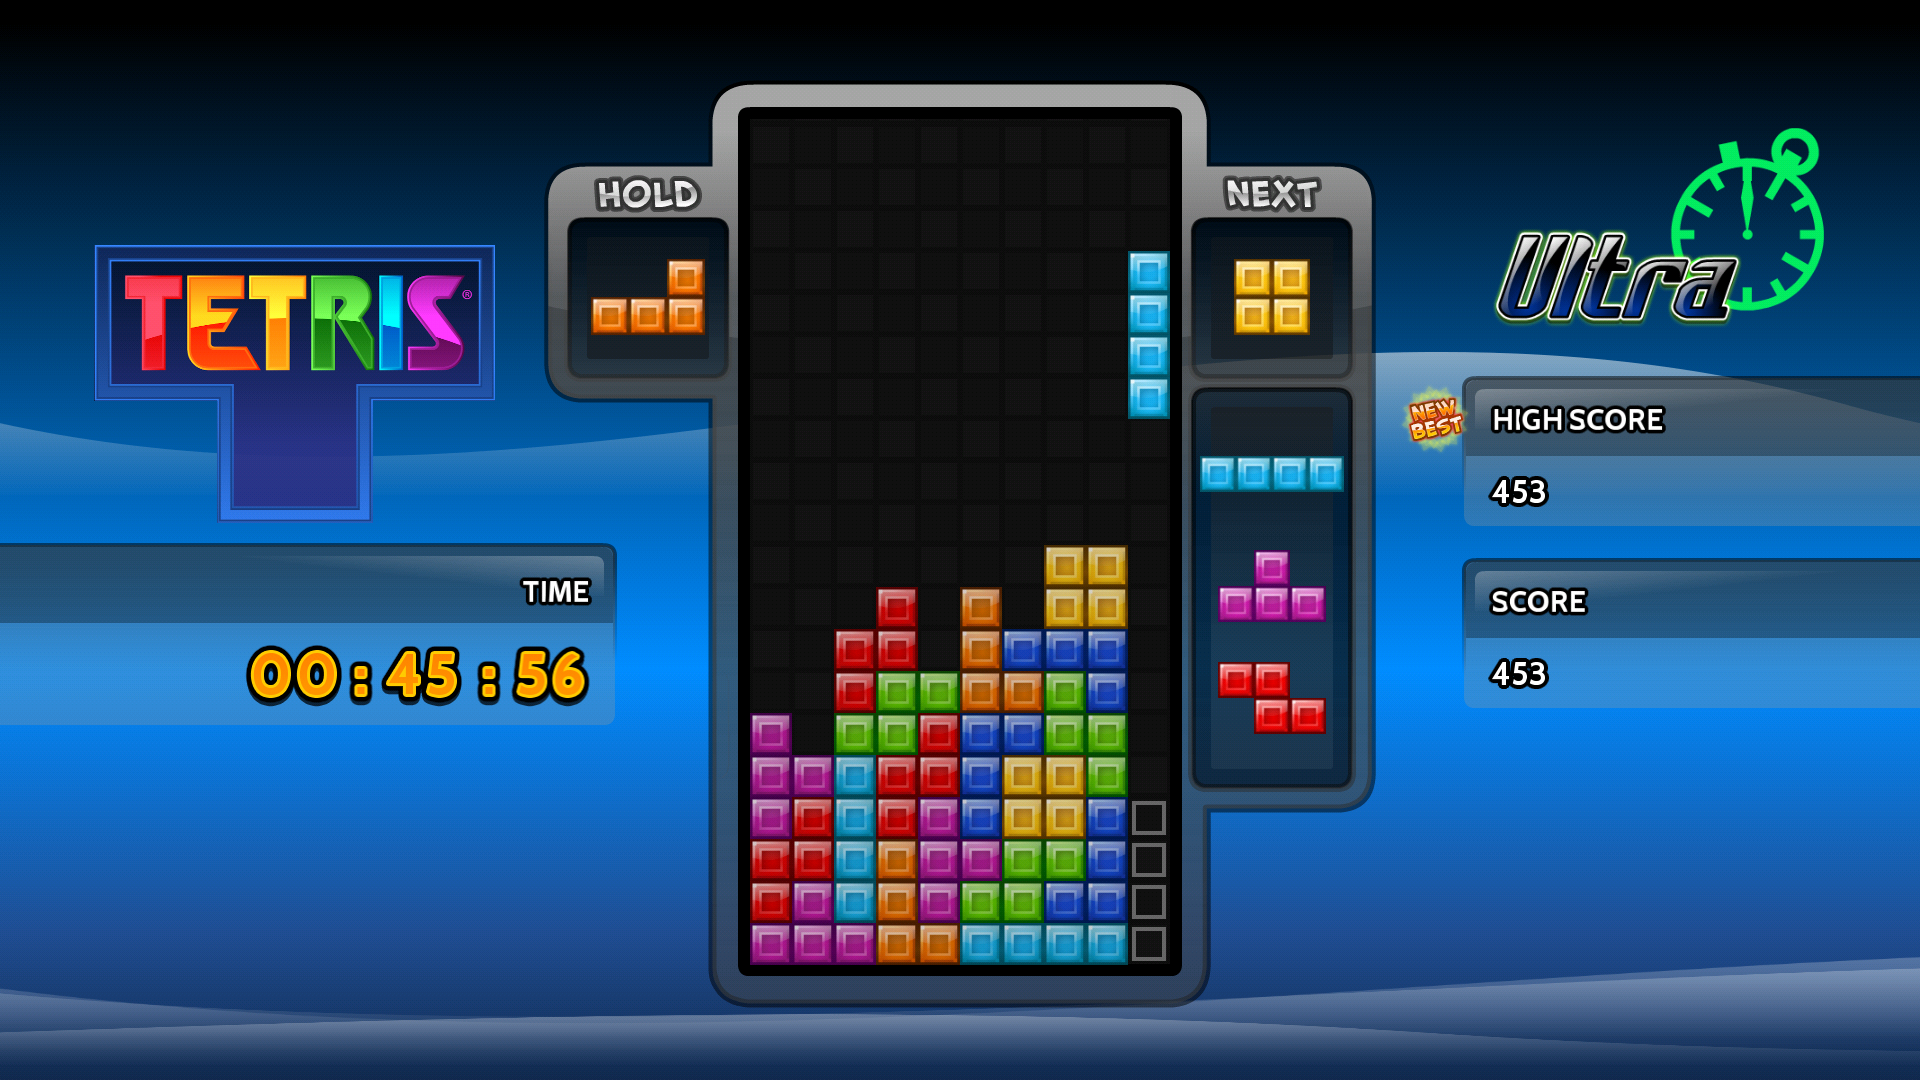 HOLD
NEXT
TETRIS®
Ultra
NEW
BEST
HIGH SCORE
453
TIME
00:45:56
SCORE
453